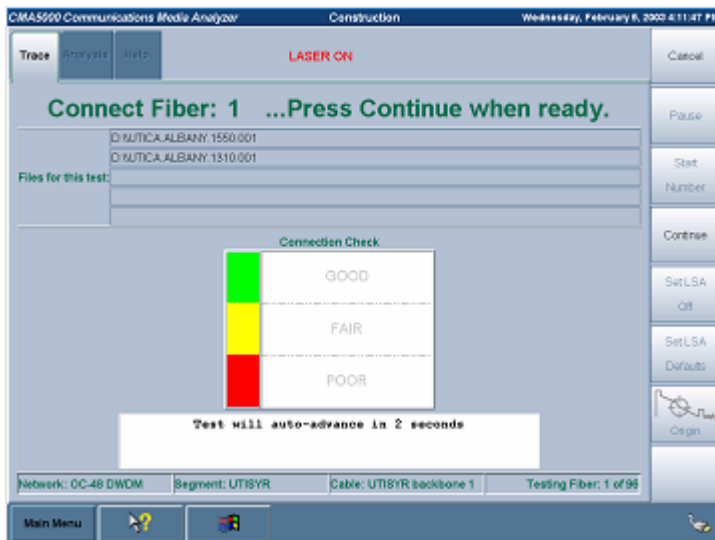 CMA5000 Communications Media Analyzer Construction Wednesday, February 6, 2003 4:11:47 PM
Trace Analysis Help LASER ON Cancel
Connect Fiber: 1 ...Press Continue when ready.
Pause
D:\UTICA.ALBANY.1550.001
D:\UTICA.ALBANY.1310.001
Files for this test:
Start
Number
Continue
Connection Check
GOOD
FAIR
POOR
Set LSA
Off
Set LSA
Defaults
Origin
Test will auto-advance in 2 seconds
Network: OC-48 DWDM Segment: UTISYR Cable: UTISYR backbone 1 Testing Fiber: 1 of 96
Main Menu